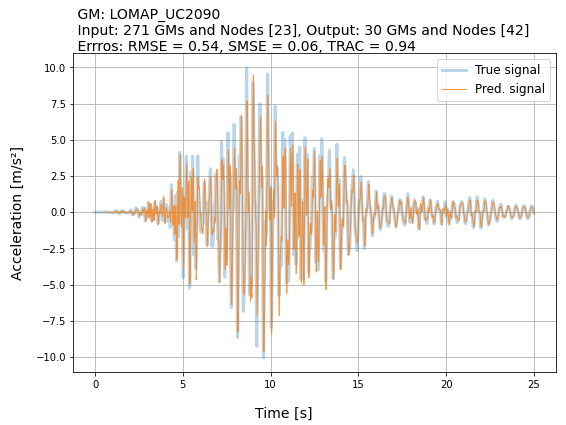 GM: LOMAP_UC2090
Input: 271 GMs and Nodes [23], Output: 30 GMs and Nodes [42]
Errros: RMSE = 0.54, SMSE = 0.06, TRAC = 0.94
True signal
Pred. signal
10.0
7.5
5.0
2.5
0.0
−2.5
−5.0
−7.5
−10.0
Acceleration [m/s²]
0 5 10 15 20 25
Time [s]